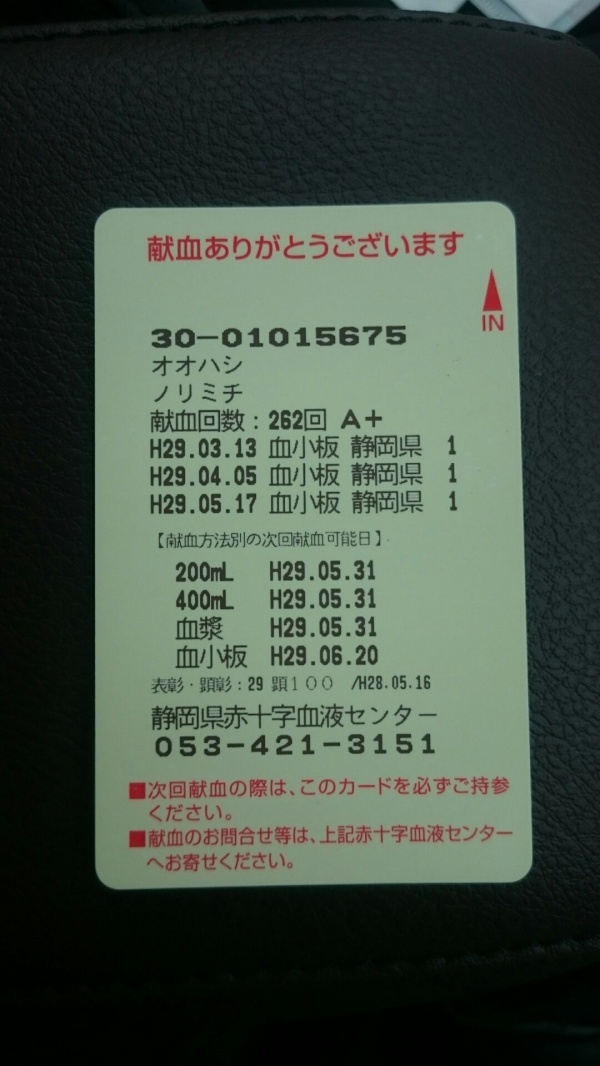 献血ありがとうございます
IN
30-01015675
オオハシ
ノリミチ
献血回数：262回 A+
H29.03.13 血小板 静岡県 1
H29.04.05 血小板 静岡県 1
H29.05.17 血小板 静岡県 1
【献血方法別の次回献血可能日】
200mL H29.05.31
400mL H29.05.31
血漿 H29.05.31
血小板 H29.06.20
表彰・顕彰：29 顕100 /H28.05.16
静岡県赤十字血液センター
053-421-3151
■次回献血の際は、このカードを必ずご持参
ください。
■献血のお問合せ等は、上記赤十字血液センター
へお寄せください。